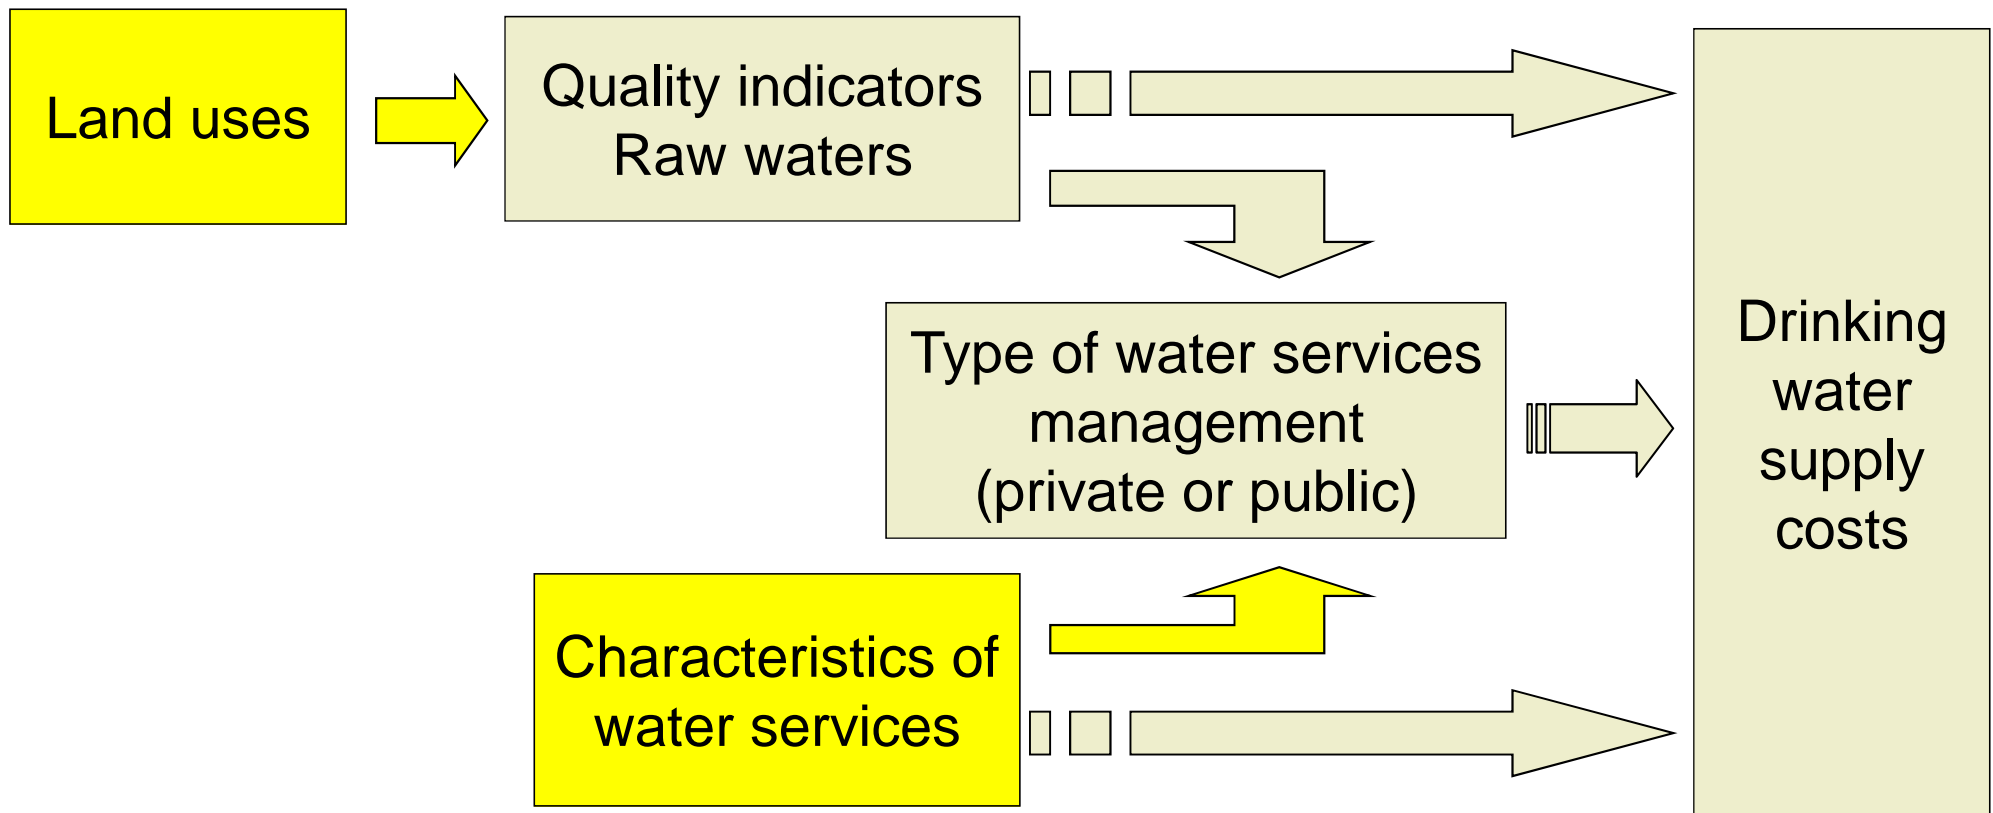 Land uses
Quality indicators
Raw waters
Type of water services
management
(private or public)
Characteristics of
water services
Drinking
water
supply
costs